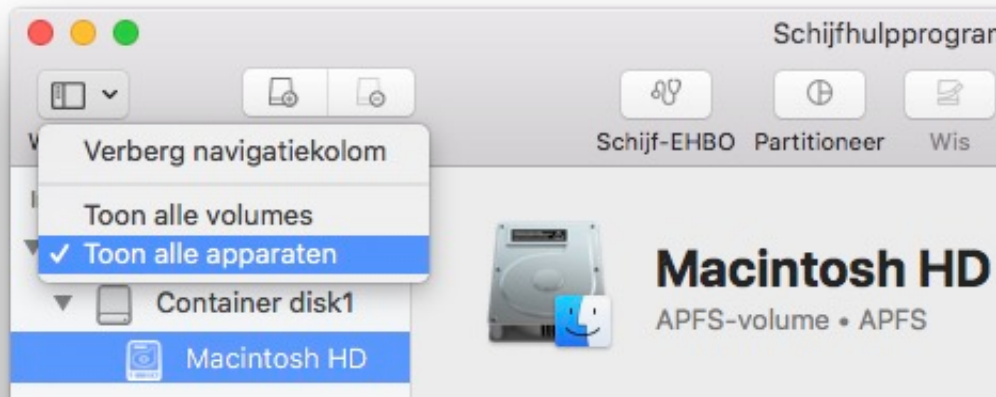 Schijfhulpprogram
Schijf-EHBO Partitioneer Wis
Verberg navigatiekolom
Toon alle volumes
✓ Toon alle apparaten
Container disk1
Macintosh HD
Macintosh HD
APFS-volume • APFS